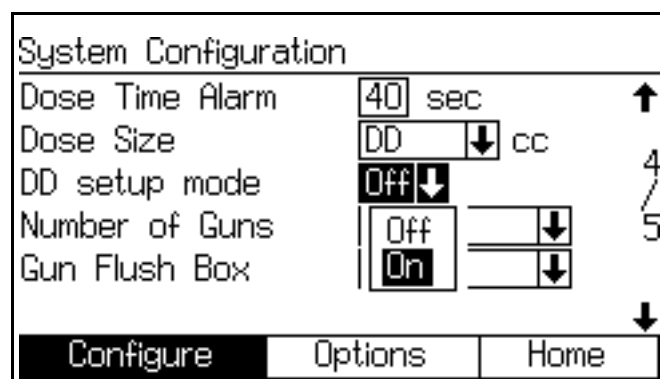 System Configuration
Dose Time Alarm 40 sec
Dose Size DD cc
DD setup mode Off
Number of Guns Off
Gun Flush Box On
4/5
Configure Options Home